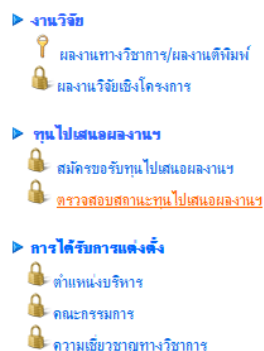 งานวิจัย
ผลงานทางวิชาการ/ผลงานตีพิมพ์
ผลงานวิจัยเชิงโครงการ
ทุนไปเสนอผลงานฯ
สมัครขอรับทุนไปเสนอผลงานฯ
ตรวจสอบสถานะทุนไปเสนอผลงานฯ
การได้รับการแต่งตั้ง
ตำแหน่งบริหาร
คณะกรรมการ
ความเชี่ยวชาญทางวิชาการ